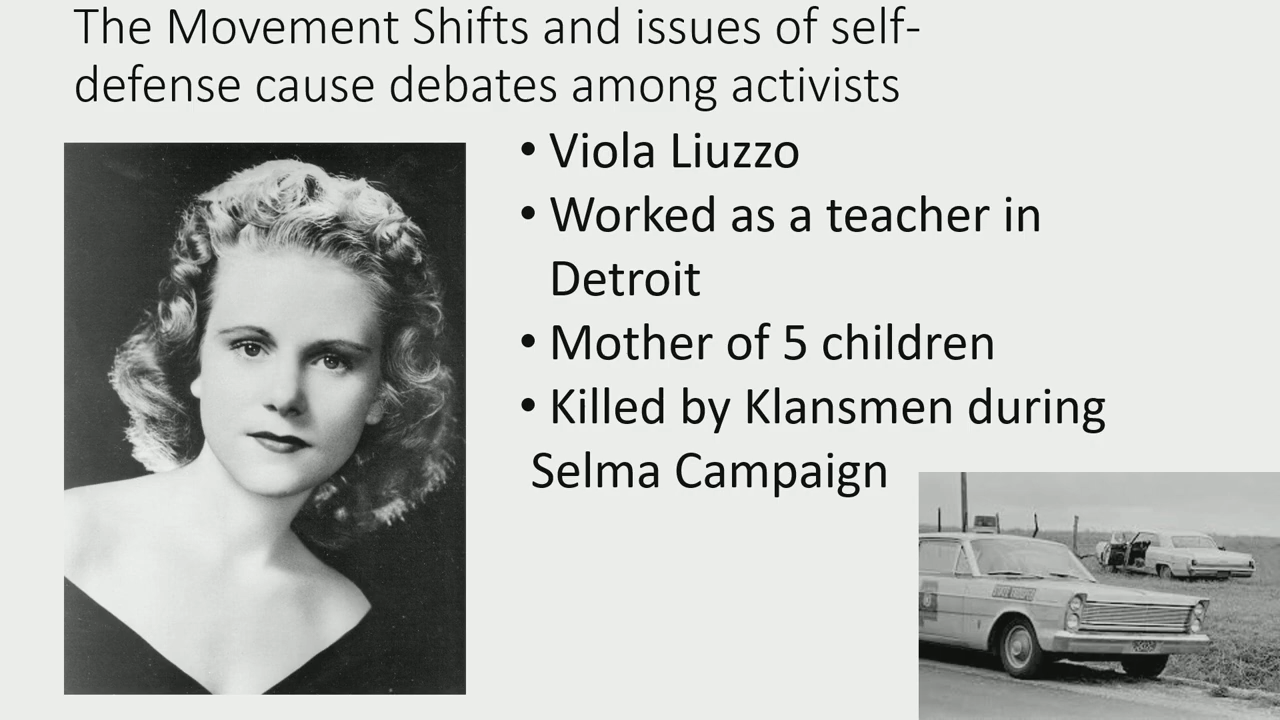 The Movement Shifts and issues of self-
defense cause debates among activists
• Viola Liuzzo
• Worked as a teacher in
Detroit
• Mother of 5 children
• Killed by Klansmen during
Selma Campaign